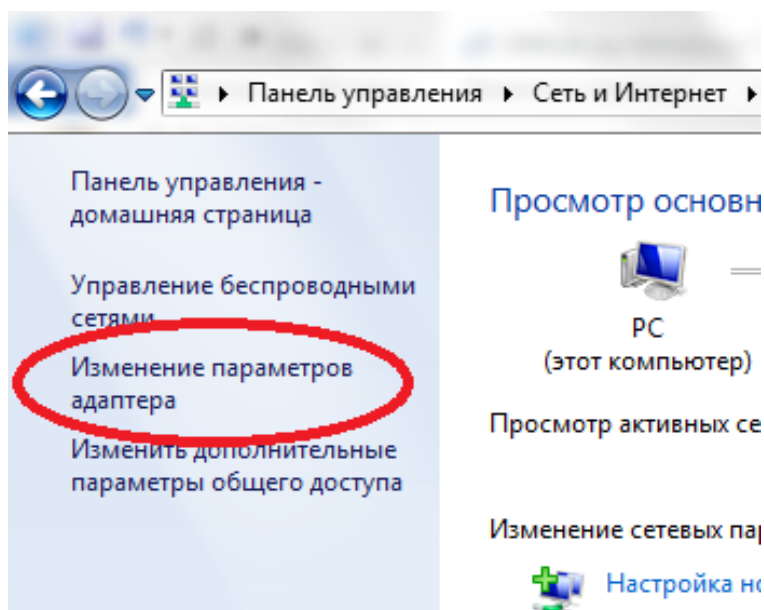 Панель управления ▸ Сеть и Интернет ▸
Панель управления -
домашняя страница
Управление беспроводными
сетями
Изменение параметров
адаптера
Изменить дополнительные
параметры общего доступа
Просмотр основн
PC
(этот компьютер)
Просмотр активных се
Изменение сетевых пар
Настройка но